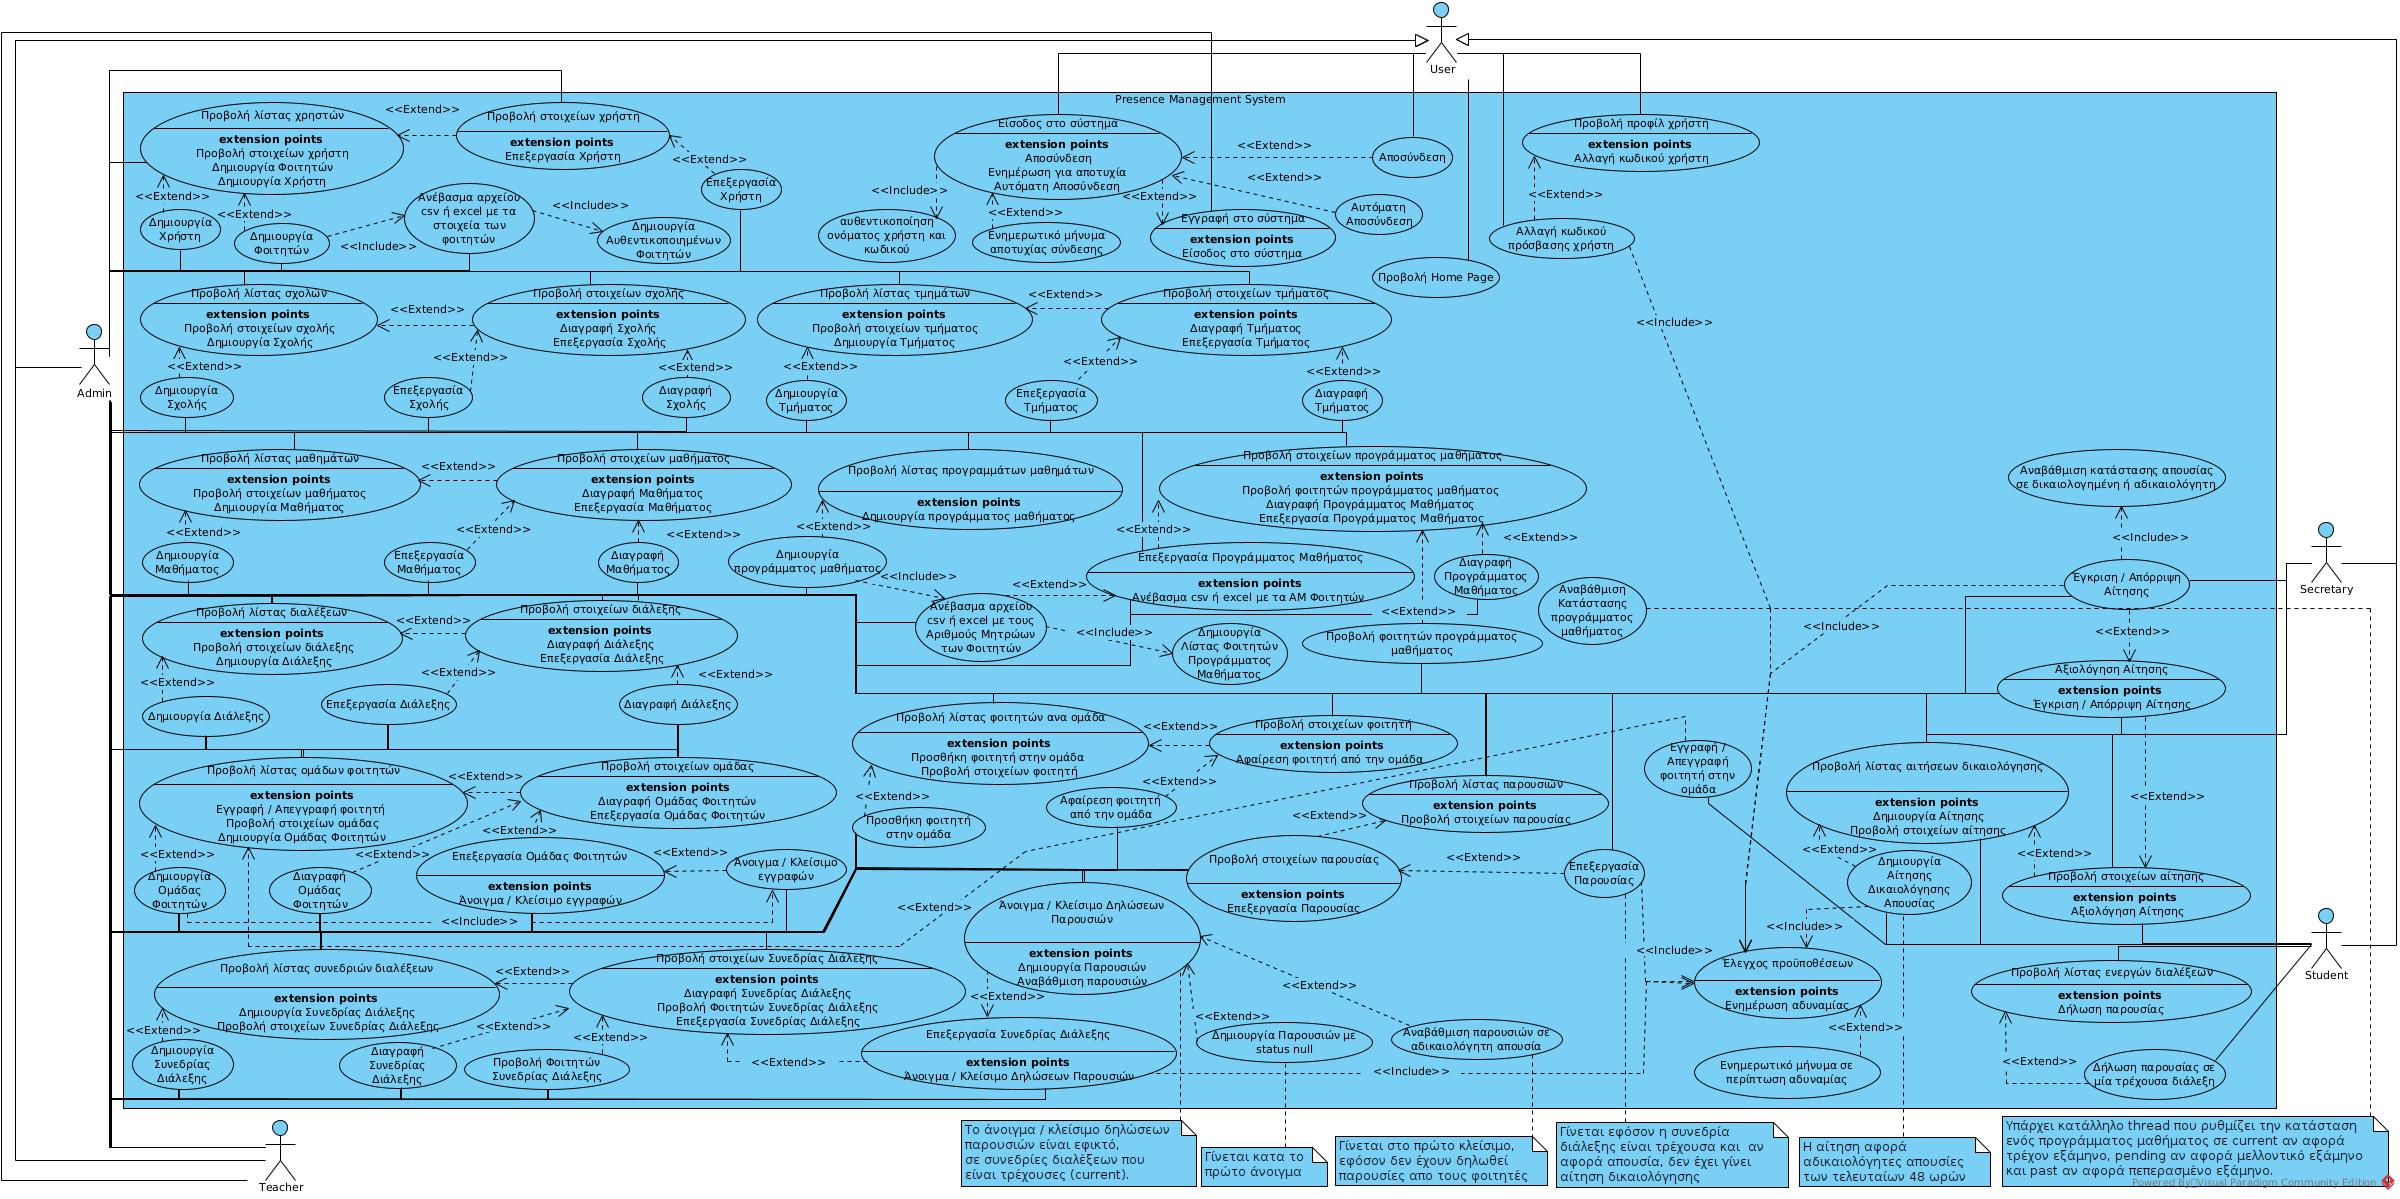 User
Presence Management System
Προβολή λίστας χρηστών
extension points
Προβολή στοιχείων χρήστη
Δημιουργία Φοιτητών
Δημιουργία Χρήστη
<<Extend>>
Προβολή στοιχείων χρήστη
extension points
Επεξεργασία Χρήστη
<<Extend>>
Επεξεργασία
Χρήστη
<<Extend>>
Δημιουργία
Χρήστη
<<Extend>>
Δημιουργία
Φοιτητών
<<Include>>
Ανέβασμα αρχείου
csv ή excel με τα
στοιχεία των
φοιτητών
<<Include>>
Δημιουργία
Αυθεντικοποιημένων
Φοιτητών
Είσοδος στο σύστημα
extension points
Αποσύνδεση
Ενημέρωση για αποτυχία
Αυτόματη Αποσύνδεση
<<Extend>>
Αποσύνδεση
<<Extend>>
Αυτόματη
Αποσύνδεση
<<Include>>
αυθεντικοποίηση
ονόματος χρήστη και
κωδικού
<<Extend>>
Ενημερωτικό μήνυμα
αποτυχίας σύνδεσης
<<Extend>>
Εγγραφή στο σύστημα
extension points
Είσοδος στο σύστημα
Προβολή Home Page
Προβολή προφίλ χρήστη
extension points
Αλλαγή κωδικού χρήστη
<<Extend>>
Αλλαγή κωδικού
πρόσβασης χρήστη
<<Include>>
Admin
Προβολή λίστας σχολων
extension points
Προβολή στοιχείων σχολής
Δημιουργία Σχολής
<<Extend>>
Προβολή στοιχείων σχολής
extension points
Διαγραφή Σχολής
Επεξεργασία Σχολής
Προβολή λίστας τμημάτων
extension points
Προβολή στοιχείων τμήματος
Δημιουργία Τμήματος
<<Extend>>
Προβολή στοιχείων τμήματος
extension points
Διαγραφή Τμήματος
Επεξεργασία Τμήματος
<<Extend>>
Δημιουργία
Σχολής
<<Extend>>
Επεξεργασία
Σχολής
<<Extend>>
Διαγραφή
Σχολής
<<Extend>>
Δημιουργία
Τμήματος
<<Extend>>
Επεξεργασία
Τμήματος
<<Extend>>
Διαγραφή
Τμήματος
Προβολή λίστας μαθημάτων
extension points
Προβολή στοιχείων μαθήματος
Δημιουργία Μαθήματος
<<Extend>>
Προβολή στοιχείων μαθήματος
extension points
Διαγραφή Μαθήματος
Επεξεργασία Μαθήματος
Προβολή λίστας προγραμμάτων μαθημάτων
extension points
Δημιουργία προγράμματος μαθήματος
Προβολή στοιχείων προγράμματος μαθήματος
extension points
Προβολή φοιτητών προγράμματος μαθήματος
Διαγραφή Προγράμματος Μαθήματος
Επεξεργασία Προγράμματος Μαθήματος
<<Extend>>
Δημιουργία
Μαθήματος
<<Extend>>
Επεξεργασία
Μαθήματος
<<Extend>>
Διαγραφή
Μαθήματος
<<Extend>>
Δημιουργία
προγράμματος μαθήματος
<<Include>>
Ανέβασμα αρχείου
csv ή excel με τους
Αριθμούς Μητρώων
των Φοιτητών
<<Extend>>
<<Extend>>
Επεξεργασία Προγράμματος Μαθήματος
extension points
Ανέβασμα csv ή excel με τα ΑΜ Φοιτητών
<<Extend>>
Διαγραφή
Προγράμματος
Μαθήματος
<<Include>>
Δημιουργία
Λίστας Φοιτητών
Προγράμματος
Μαθήματος
<<Extend>>
Προβολή φοιτητών προγράμματος
μαθήματος
Αναβάθμιση
Κατάστασης
προγράμματος
μαθήματος
Αναβάθμιση κατάστασης απουσίας
σε δικαιολογημένη ή αδικαιολόγητη
<<Include>>
Έγκριση / Απόρριψη
Αίτησης
Secretary
<<Include>>
<<Extend>>
Αξιολόγηση Αίτησης
extension points
Έγκριση / Απόρριψη Αίτησης
Προβολή λίστας διαλέξεων
extension points
Προβολή στοιχείων διάλεξης
Δημιουργία Διάλεξης
<<Extend>>
Προβολή στοιχείων διάλεξης
extension points
Διαγραφή Διάλεξης
Επεξεργασία Διάλεξης
<<Extend>>
Δημιουργία Διάλεξης
<<Extend>>
Επεξεργασία Διάλεξης
<<Extend>>
Διαγραφή Διάλεξης
Προβολή λίστας φοιτητών ανα ομάδα
extension points
Προσθήκη φοιτητή στην ομάδα
Προβολή στοιχείων φοιτητή
<<Extend>>
Προβολή στοιχείων φοιτητή
extension points
Αφαίρεση φοιτητή από την ομάδα
<<Extend>>
Προσθήκη φοιτητή
στην ομάδα
<<Extend>>
Αφαίρεση φοιτητή
από την ομάδα
Προβολή λίστας παρουσιών
extension points
Προβολή στοιχείων παρουσίας
<<Extend>>
Προβολή στοιχείων παρουσίας
extension points
Επεξεργασία Παρουσίας
<<Extend>>
Επεξεργασία
Παρουσίας
Εγγραφή /
Απεγγραφή
φοιτητή στην
ομάδα
Προβολή λίστας αιτήσεων δικαιολόγησης
extension points
Δημιουργία Αίτησης
Προβολή στοιχείων αίτησης
<<Extend>>
<<Extend>>
Δημιουργία
Αίτησης
Δικαιολόγησης
Απουσίας
<<Extend>>
Προβολή στοιχείων αίτησης
extension points
Αξιολόγηση Αίτησης
Προβολή λίστας ομάδων φοιτητών
extension points
Εγγραφή / Απεγγραφή φοιτητή
Προβολή στοιχείων ομάδας
Δημιουργία Ομάδας Φοιτητών
<<Extend>>
Προβολή στοιχείων ομάδας
extension points
Διαγραφή Ομάδας Φοιτητών
Επεξεργασία Ομάδας Φοιτητών
<<Extend>>
Δημιουργία
Ομάδας
Φοιτητών
<<Extend>>
Διαγραφή
Ομάδας
Φοιτητών
<<Extend>>
Επεξεργασία Ομάδας Φοιτητών
extension points
Άνοιγμα / Κλείσιμο εγγραφών
<<Extend>>
Άνοιγμα / Κλείσιμο
εγγραφών
<<Include>>
<<Extend>>
Άνοιγμα / Κλείσιμο Δηλώσεων
Παρουσιών
extension points
Δημιουργία Παρουσιών
Αναβάθμιση παρουσιών
<<Include>>
<<Include>>
Έλεγχος προϋποθέσεων
extension points
Ενημέρωση αδυναμίας
<<Extend>>
Ενημερωτικό μήνυμα σε
περίπτωση αδυναμίας
Student
Προβολή λίστας ενεργών διαλέξεων
extension points
Δήλωση παρουσίας
<<Extend>>
Δήλωση παρουσίας σε
μία τρέχουσα διάλεξη
Προβολή λίστας συνεδριών διαλέξεων
extension points
Δημιουργία Συνεδρίας Διάλεξης
Προβολή στοιχείων Συνεδρίας Διάλεξης
<<Extend>>
Προβολή στοιχείων Συνεδρίας Διάλεξης
extension points
Διαγραφή Συνεδρίας Διάλεξης
Προβολή Φοιτητών Συνεδρίας Διάλεξης
Επεξεργασία Συνεδρίας Διάλεξης
<<Extend>>
Δημιουργία
Συνεδρίας
Διάλεξης
<<Extend>>
Διαγραφή
Συνεδρίας
Διάλεξης
<<Extend>>
Προβολή Φοιτητών
Συνεδρίας Διάλεξης
<<Extend>>
<<Extend>>
Επεξεργασία Συνεδρίας Διάλεξης
extension points
Άνοιγμα / Κλείσιμο Δηλώσεων Παρουσιών
<<Extend>>
Δημιουργία Παρουσιών με
status null
<<Extend>>
Αναβάθμιση παρουσιών σε
αδικαιολόγητη απουσία
<<Include>>
Teacher
Το άνοιγμα / κλείσιμο δηλώσεων
παρουσιών είναι εφικτό,
σε συνεδρίες διαλέξεων που
είναι τρέχουσες (current).
Γίνεται κατα το
πρώτο άνοιγμα
Γίνεται στο πρώτο κλείσιμο,
εφόσον δεν έχουν δηλωθεί
παρουσίες απο τους φοιτητές
Γίνεται εφόσον η συνεδρία
διάλεξης είναι τρέχουσα και αν
αφορά απουσία, δεν έχει γίνει
αίτηση δικαιολόγησης
Η αίτηση αφορά
αδικαιολόγητες απουσίες
των τελευταίων 48 ωρών
Υπάρχει κατάλληλο thread που ρυθμίζει την κατάσταση
ενός προγράμματος μαθήματος σε current αν αφορά
τρέχον εξάμηνο, pending αν αφορά μελλοντικό εξάμηνο
και past αν αφορά πεπερασμένο εξάμηνο.
Powered By Visual Paradigm Community Edition